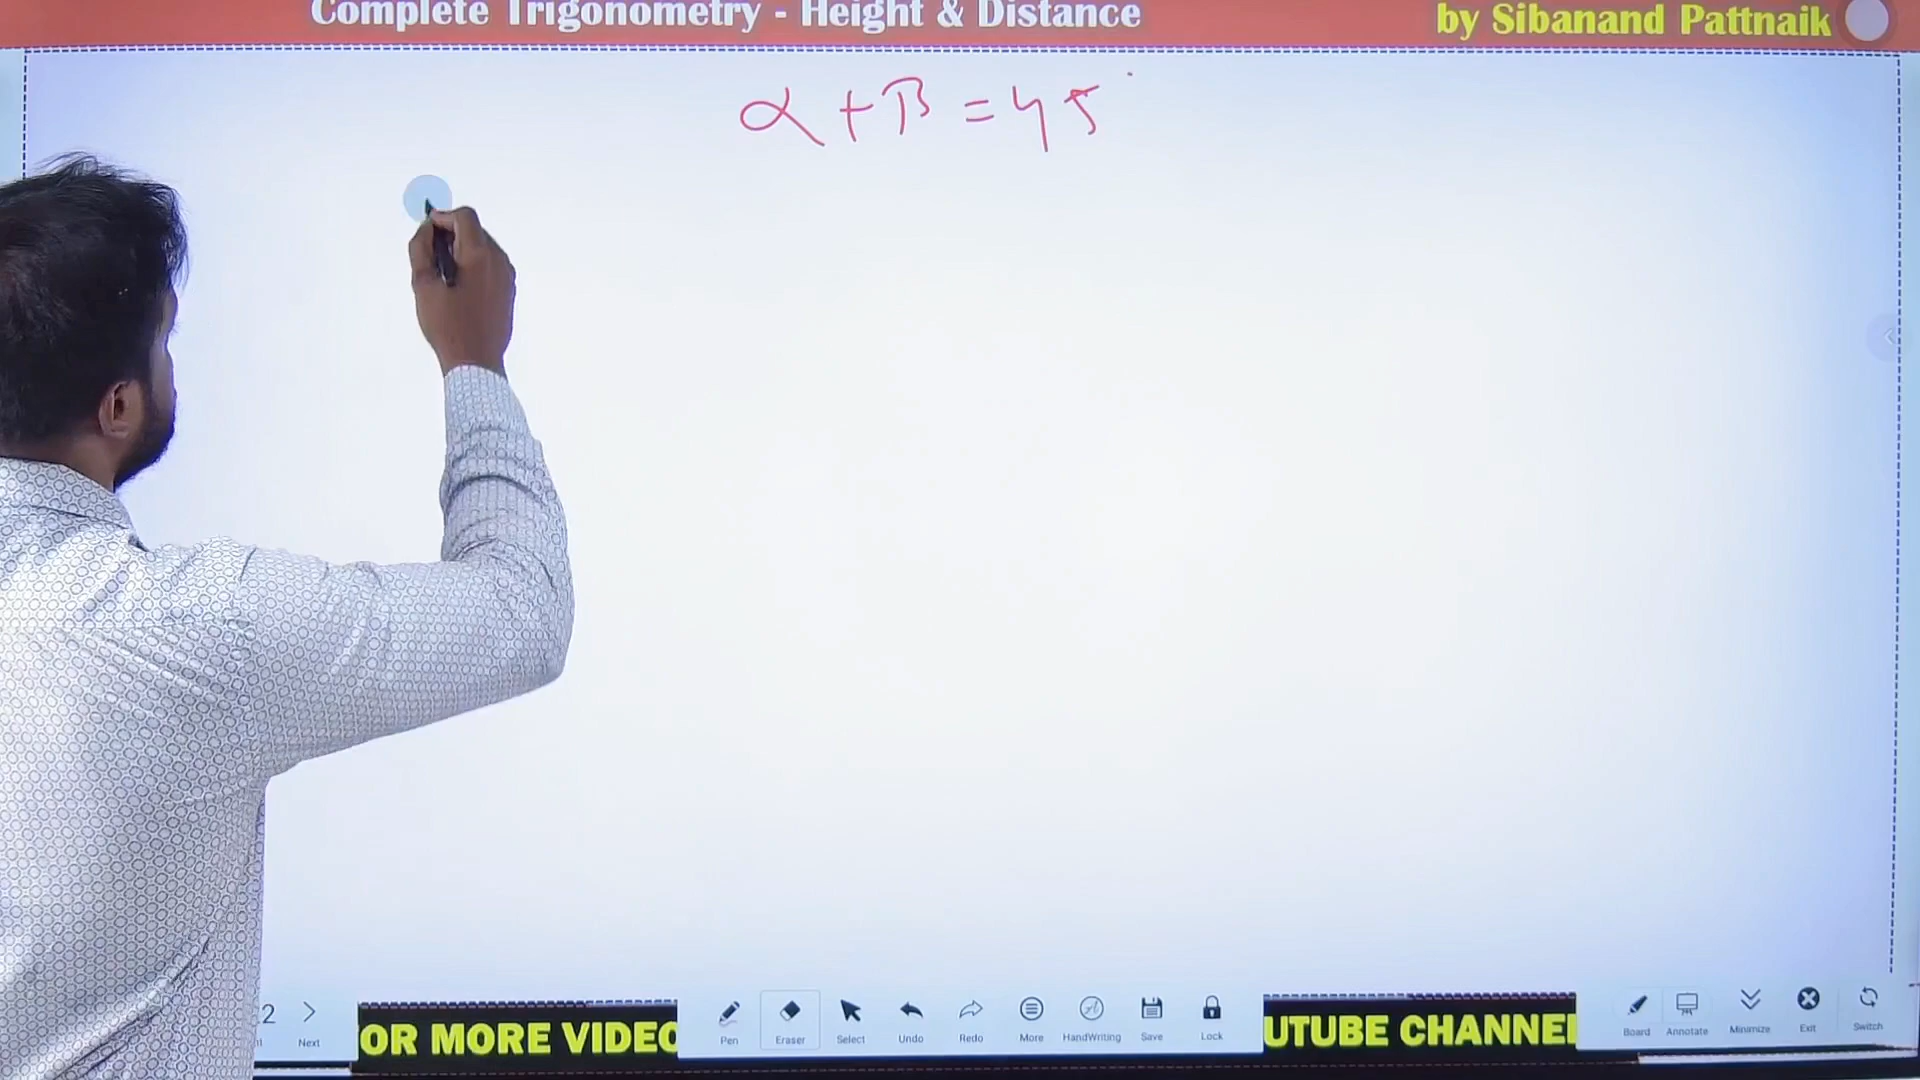 Complete Trigonometry - Height & Distance
by Sibanand Pattnaik
α + β = 45°
2
Next
OR MORE VIDEO
Pen
Eraser
Select
Undo
Redo
More
HandWriting
Save
Lock
UTUBE CHANNEL
Board
Annotate
Minimize
Exit
Switch